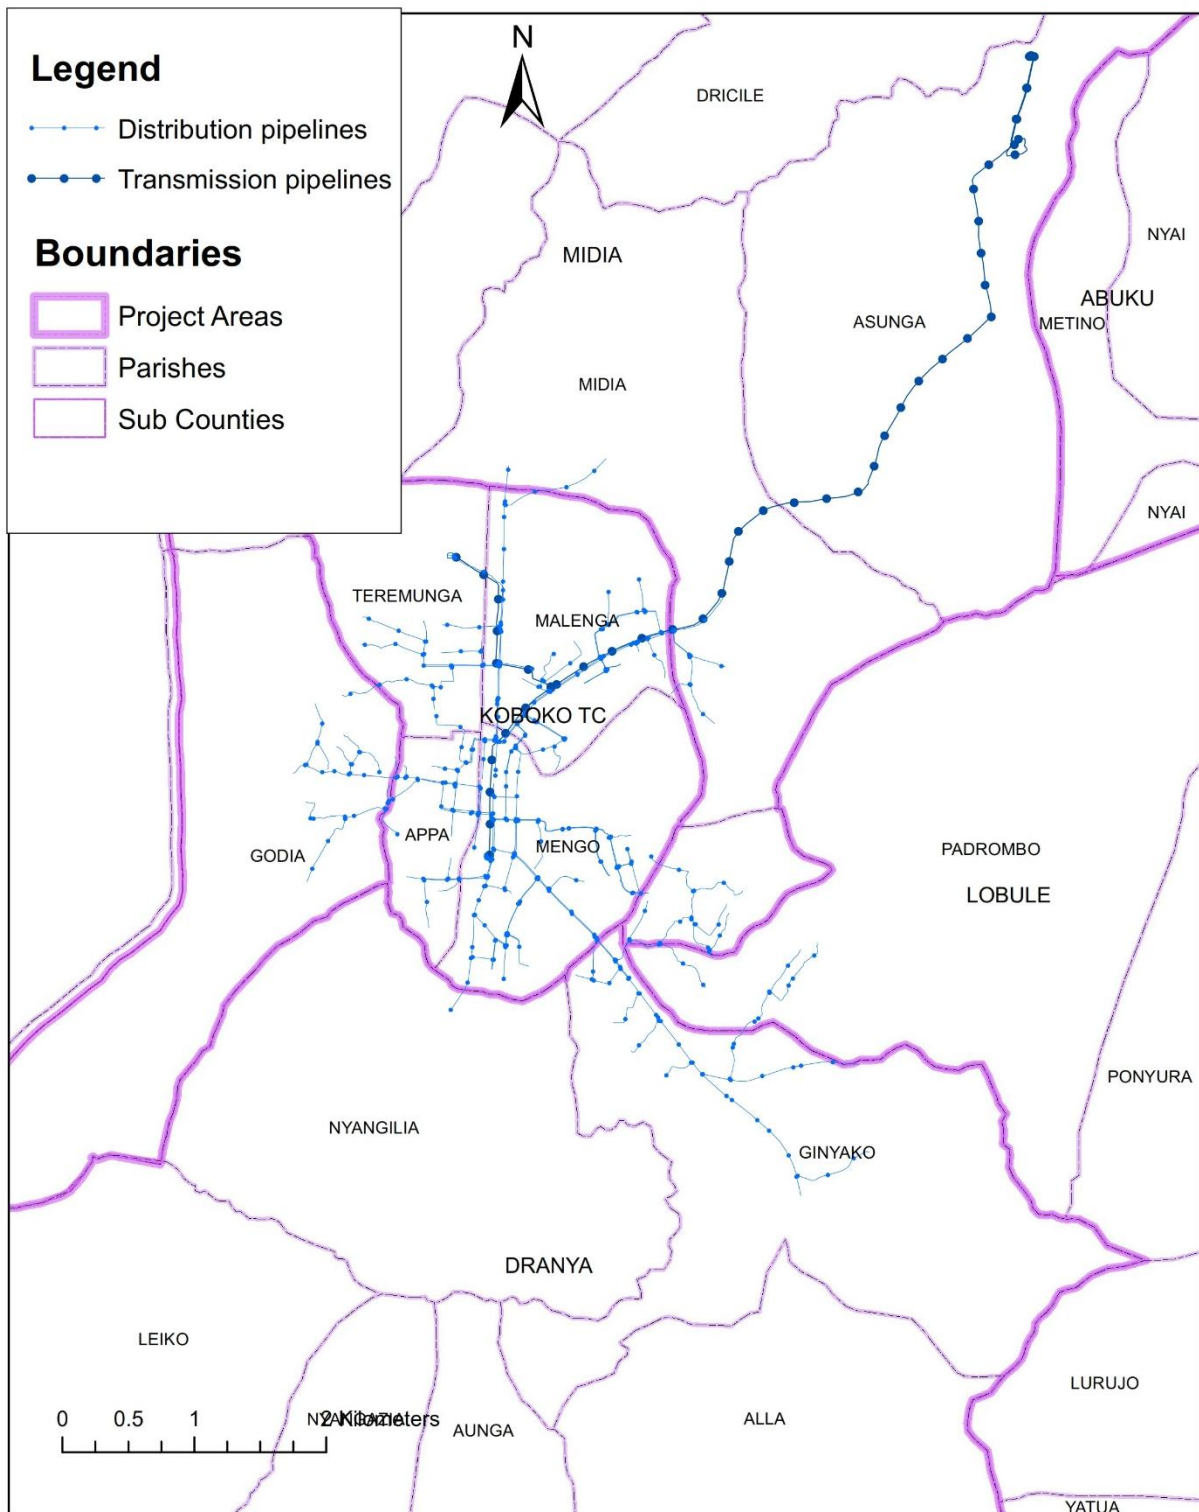 Legend
Distribution pipelines
Transmission pipelines
Boundaries
Project Areas
Parishes
Sub Counties
N
DRICILE
NYAI
MIDIA
ABUKU
ASUNGA
METINO
MIDIA
NYAI
TEREMUNGA
MALENGA
KOBOKO TC
APPA
MENGO
GODIA
PADROMBO
LOBULE
PONYURA
NYANGILIA
GINYAKO
DRANYA
LEIKO
LURUJO
0 0.5 1 2 Kilometers
AUNGA
ALLA
YATUA